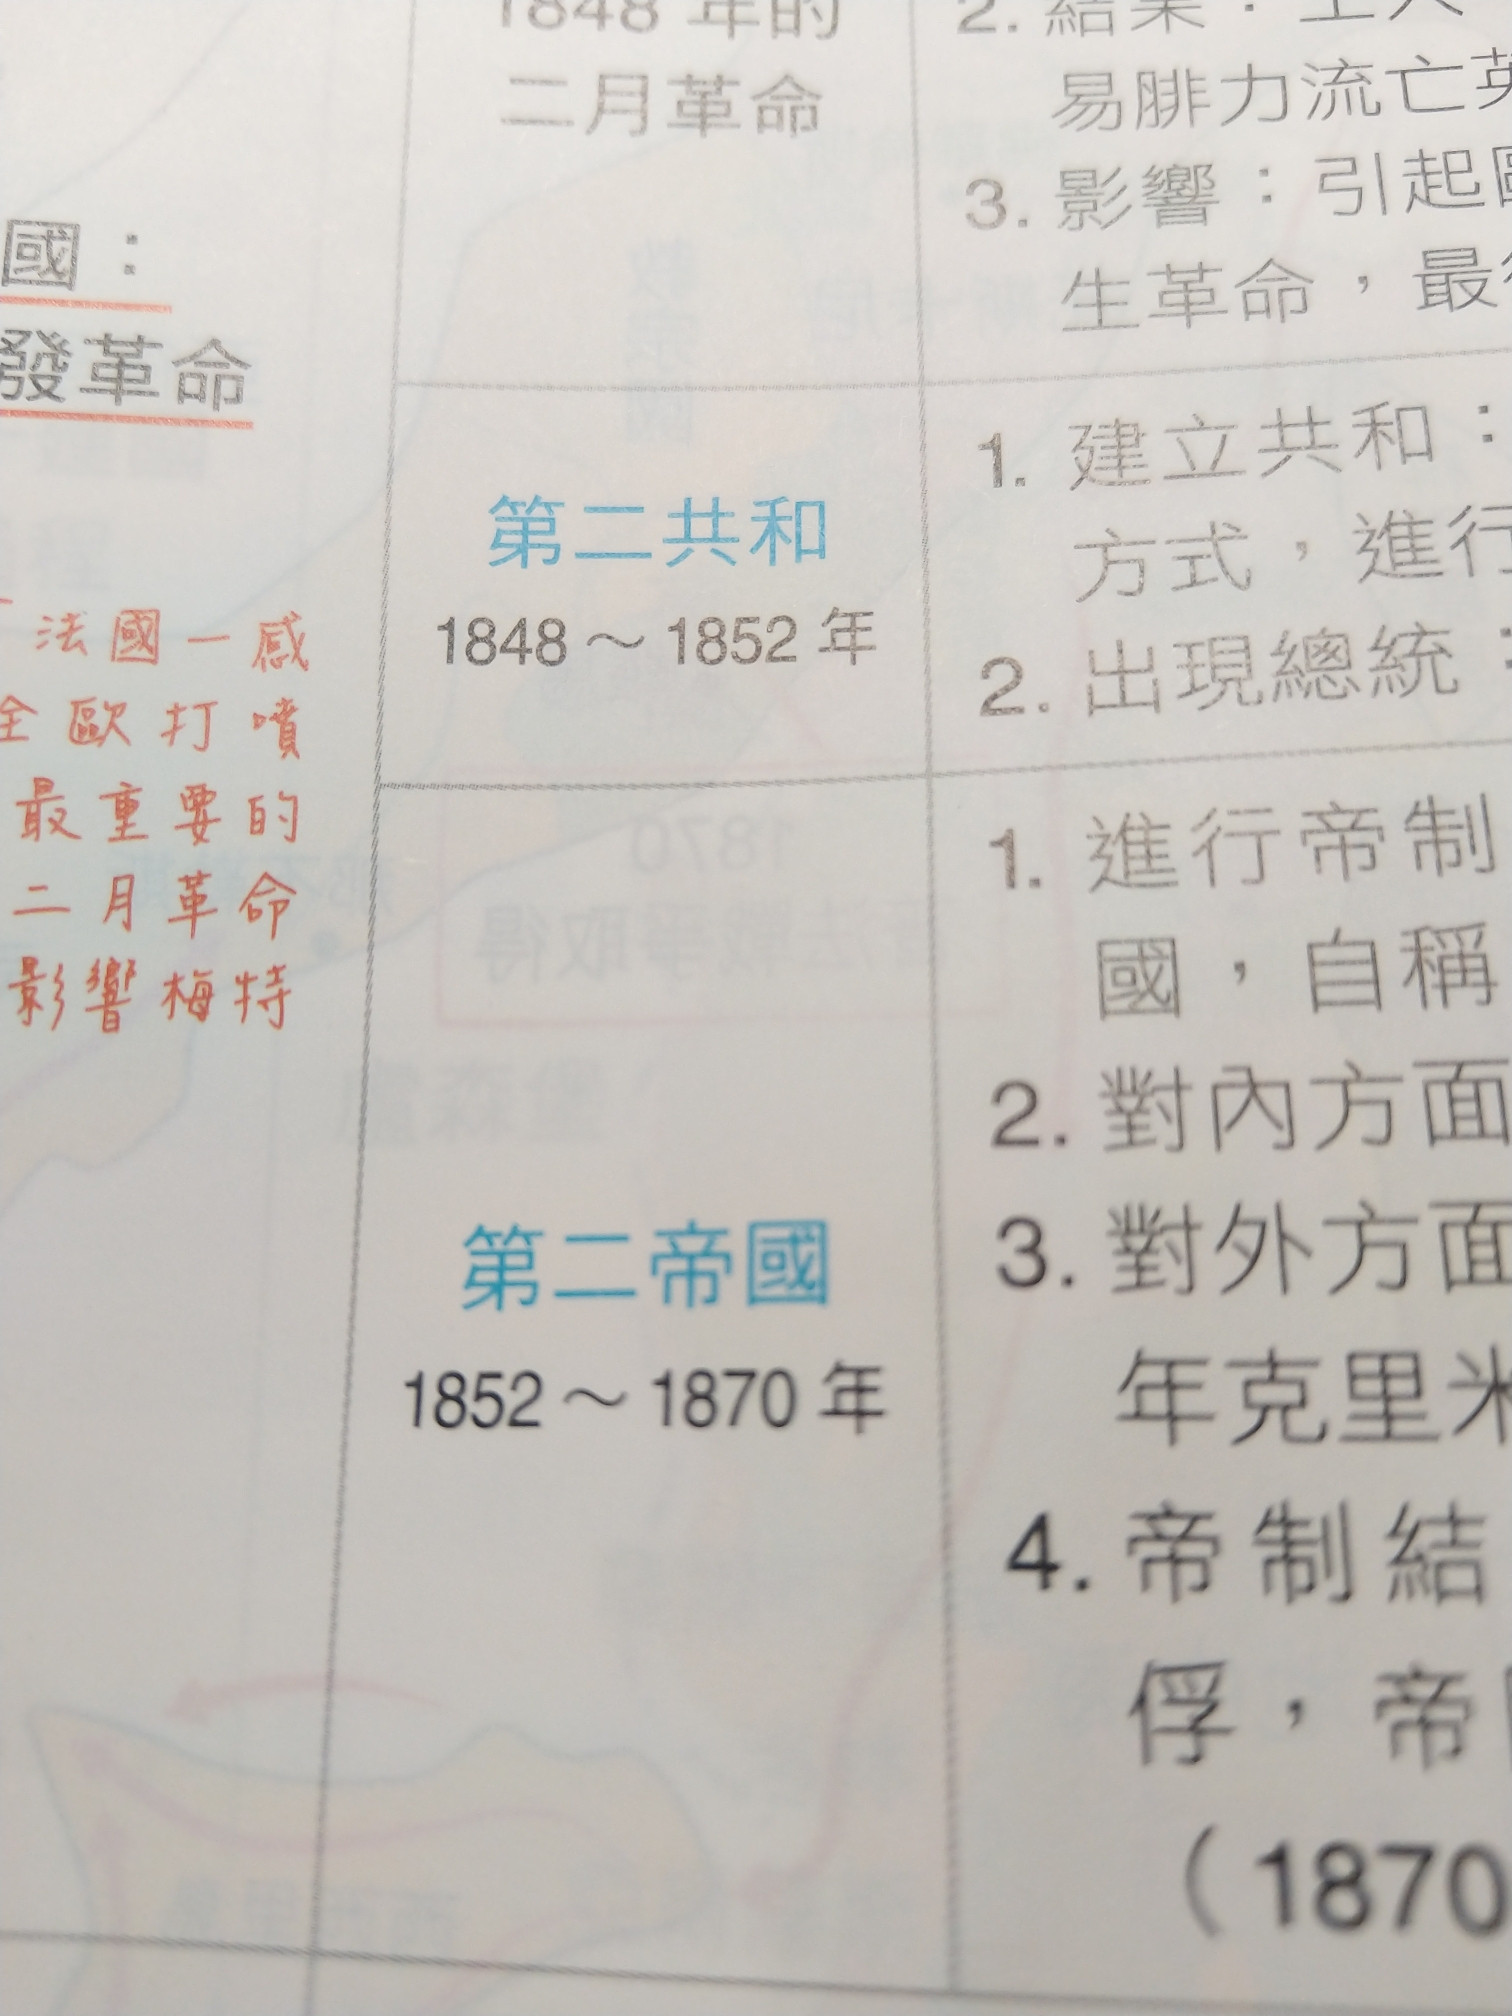 國：
發革命
法國一感
全歐打噴
最重要的
二月革命
影響梅特
1848 年的
二月革命
2. 結果：
易腓力流亡英
3. 影響：引起
生革命，最
第二共和
1848～1852 年
1. 建立共和：
方式，進行
2. 出現總統：
第二帝國
1852～1870 年
1. 進行帝制
國，自稱
2. 對內方面
3. 對外方面
年克里米
4. 帝制結
俘，帝
（1870